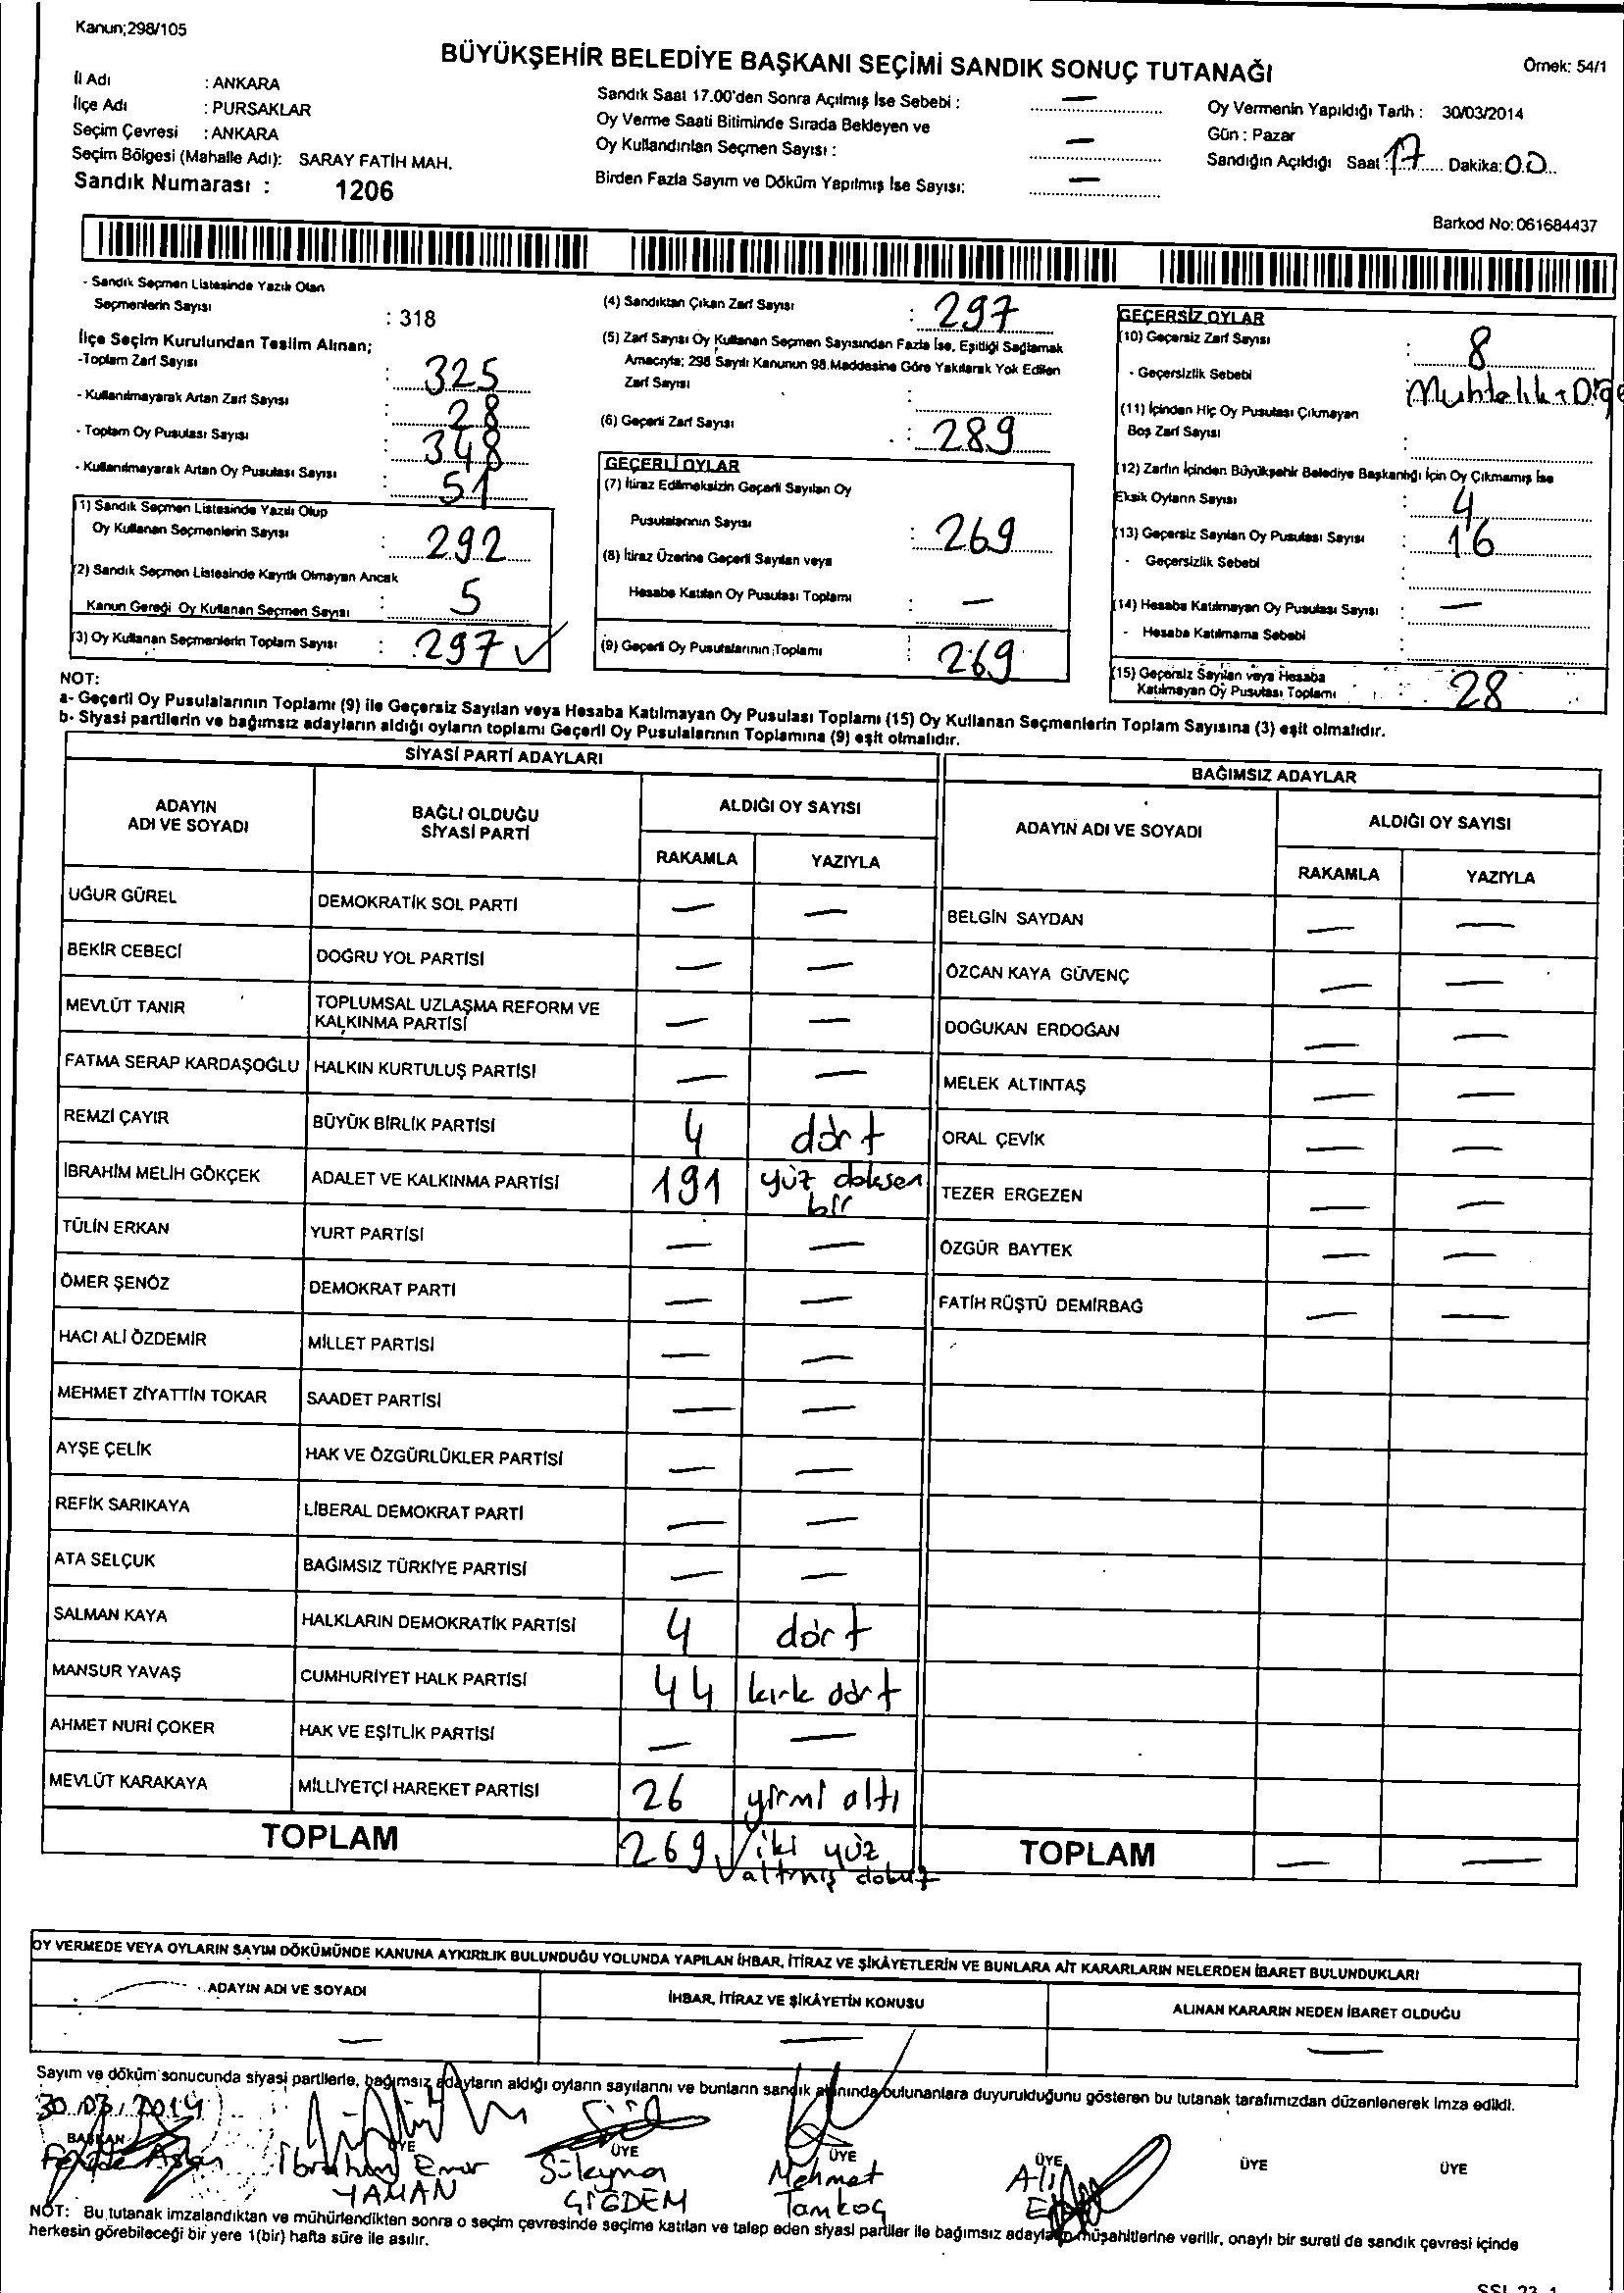 Kanun;298/105
BÜYÜKŞEHİR BELEDİYE BAŞKANI SEÇİMİ SANDIK SONUÇ TUTANAĞI
Örnek: 54/1
İl Adı : ANKARA
İlçe Adı : PURSAKLAR
Seçim Çevresi : ANKARA
Seçim Bölgesi (Mahalle Adı): SARAY FATİH MAH.
Sandık Numarası : 1206
Sandık Saat 17.00'den Sonra Açılmış İse Sebebi : —
Oy Verme Saati Bitiminde Sırada Bekleyen ve
Oy Kullandırılan Seçmen Sayısı : —
Birden Fazla Sayım ve Döküm Yapılmış İse Sayısı: —
Oy Vermenin Yapıldığı Tarih : 30/03/2014
Gün : Pazar
Sandığın Açıldığı Saat : 17 Dakika: 00
Barkod No: 061684437
- Sandık Seçmen Listesinde Yazılı Olan
Seçmenlerin Sayısı : 318
İlçe Seçim Kurulundan Teslim Alınan;
-Toplam Zarf Sayısı : 325
- Kullanılmayarak Artan Zarf Sayısı : 28
- Toplam Oy Pusulası Sayısı : 348
- Kullanılmayarak Artan Oy Pusulası Sayısı : 51
(1) Sandık Seçmen Listesinde Yazılı Olup
Oy Kullanan Seçmenlerin Sayısı : 292
(2) Sandık Seçmen Listesinde Kayıtlı Olmayan Ancak
Kanun Gereği Oy Kullanan Seçmen Sayısı : 5
(3) Oy Kullanan Seçmenlerin Toplam Sayısı : 297 ✓
(4) Sandıktan Çıkan Zarf Sayısı : 297
(5) Zarf Sayısı Oy Kullanan Seçmen Sayısından Fazla İse, Eşitliği Sağlamak
Amacıyla; 298 Sayılı Kanunun 98.Maddesine Göre Yakılarak Yok Edilen
Zarf Sayısı :
(6) Geçerli Zarf Sayısı : 289
GEÇERLİ OYLAR
(7) İtiraz Edilmeksizin Geçerli Sayılan Oy
Pusulalarının Sayısı : 269
(8) İtiraz Üzerine Geçerli Sayılan veya
Hesaba Katılan Oy Pusulası Toplamı : —
(9) Geçerli Oy Pusulalarının Toplamı : 269
GEÇERSİZ OYLAR
(10) Geçersiz Zarf Sayısı : 8
- Geçersizlik Sebebi :
(11) İçinden Hiç Oy Pusulası Çıkmayan
Boş Zarf Sayısı :
(12) Zarfın İçinden Büyükşehir Belediye Başkanlığı İçin Oy Çıkmamış İse
Eksik Oyların Sayısı : 4
(13) Geçersiz Sayılan Oy Pusulası Sayısı : 16
- Geçersizlik Sebebi :
(14) Hesaba Katılmayan Oy Pusulası Sayısı : —
- Hesaba Katılmama Sebebi :
(15) Geçersiz Sayılan veya Hesaba
Katılmayan Oy Pusulası Toplamı : 28
NOT:
a- Geçerli Oy Pusulalarının Toplamı (9) ile Geçersiz Sayılan veya Hesaba Katılmayan Oy Pusulası Toplamı (15) Oy Kullanan Seçmenlerin Toplam Sayısına (3) eşit olmalıdır.
b- Siyasi partilerin ve bağımsız adayların aldığı oyların toplamı Geçerli Oy Pusulalarının Toplamına (9) eşit olmalıdır.
SİYASİ PARTİ ADAYLARI
ADAYIN ADI VE SOYADI BAĞLI OLDUĞU SİYASİ PARTİ ALDIĞI OY SAYISI
RAKAMLA YAZIYLA
UĞUR GÜREL DEMOKRATİK SOL PARTİ — —
BEKİR CEBECİ DOĞRU YOL PARTİSİ — —
MEVLÜT TANIR TOPLUMSAL UZLAŞMA REFORM VE KALKINMA PARTİSİ — —
FATMA SERAP KARDAŞOĞLU HALKIN KURTULUŞ PARTİSİ — —
REMZİ ÇAYIR BÜYÜK BİRLİK PARTİSİ 4 dört
İBRAHİM MELİH GÖKÇEK ADALET VE KALKINMA PARTİSİ 191 yüz doksan bir
TÜLİN ERKAN YURT PARTİSİ — —
ÖMER ŞENÖZ DEMOKRAT PARTİ — —
HACI ALİ ÖZDEMİR MİLLET PARTİSİ — —
MEHMET ZİYATTİN TOKAR SAADET PARTİSİ — —
AYŞE ÇELİK HAK VE ÖZGÜRLÜKLER PARTİSİ — —
REFİK SARIKAYA LİBERAL DEMOKRAT PARTİ — —
ATA SELÇUK BAĞIMSIZ TÜRKİYE PARTİSİ — —
SALMAN KAYA HALKLARIN DEMOKRATİK PARTİSİ 4 dört
MANSUR YAVAŞ CUMHURİYET HALK PARTİSİ 44 kırk dört
AHMET NURİ ÇOKER HAK VE EŞİTLİK PARTİSİ — —
MEVLÜT KARAKAYA MİLLİYETÇİ HAREKET PARTİSİ 26 yirmi altı
TOPLAM 269 ✓ iki yüz altmış dokuz
BAĞIMSIZ ADAYLAR
ADAYIN ADI VE SOYADI ALDIĞI OY SAYISI
RAKAMLA YAZIYLA
BELGİN SAYDAN — —
ÖZCAN KAYA GÜVENÇ — —
DOĞUKAN ERDOĞAN — —
MELEK ALTINTAŞ — —
ORAL ÇEVİK — —
TEZER ERGEZEN — —
ÖZGÜR BAYTEK — —
FATİH RÜŞTÜ DEMİRBAĞ — —
TOPLAM — —
OY VERMEDE VEYA OYLARIN SAYIM DÖKÜMÜNDE KANUNA AYKIRILIK BULUNDUĞU YOLUNDA YAPILAN İHBAR, İTİRAZ VE ŞİKÂYETLERİN VE BUNLARA AİT KARARLARIN NELERDEN İBARET BULUNDUKLARI
ADAYIN ADI VE SOYADI İHBAR, İTİRAZ VE ŞİKÂYETİN KONUSU ALINAN KARARIN NEDEN İBARET OLDUĞU
— — —
Sayım ve döküm sonucunda siyasi partilerle, bağımsız adayların aldığı oyların sayılarını ve bunların sandık alanında bulunanlara duyurulduğunu gösteren bu tutanak tarafımızdan düzenlenerek imza edildi.
30.03.2014
BAŞKAN ÜYE ÜYE ÜYE ÜYE ÜYE ÜYE
İbrahim Emir Süleyman Mehmet Ali
YAMAN ÇİĞDEM Tamkoç
NOT: Bu tutanak imzalandıktan ve mühürlendikten sonra o seçim çevresinde seçime katılan ve talep eden siyasi partiler ile bağımsız adayların müşahitlerine verilir, onaylı bir sureti de sandık çevresi içinde
herkesin görebileceği bir yere 1(bir) hafta süre ile asılır.